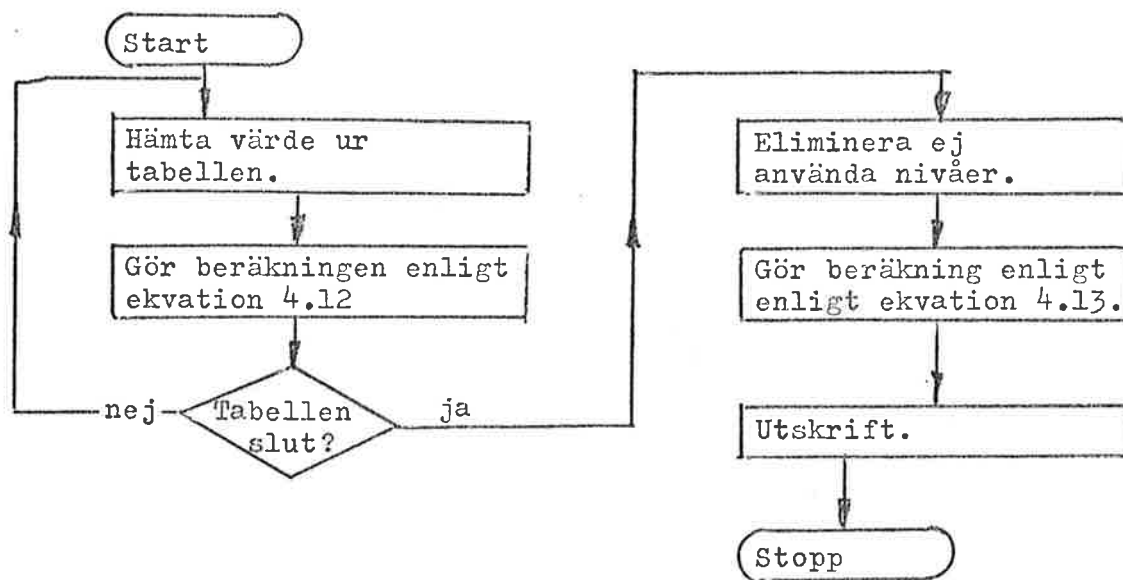 Start
Hämta värde ur
tabellen.
Gör beräkningen enligt
ekvation 4.12
Tabellen
slut?
nej
ja
Eliminera ej
använda nivåer.
Gör beräkning enligt
enligt ekvation 4.13.
Utskrift.
Stopp